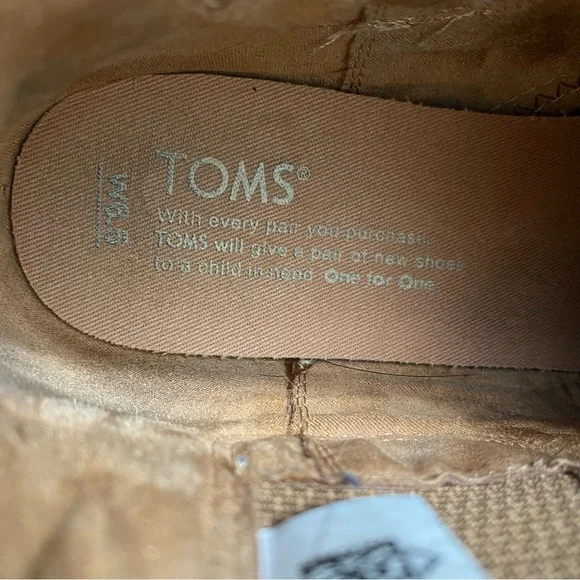 TOMS®
With every pair you purchase,
TOMS will give a pair of new shoes
to a child in need. One for One.
W6.5